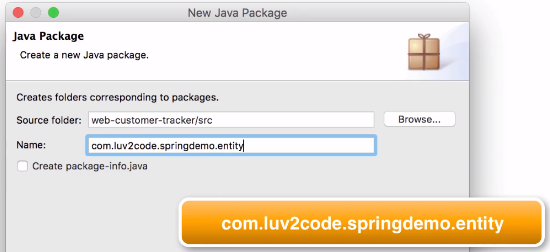 New Java Package
Java Package
Create a new Java package.
Creates folders corresponding to packages.
Source folder: web-customer-tracker/src Browse...
Name: com.luv2code.springdemo.entity
Create package-info.java
com.luv2code.springdemo.entity